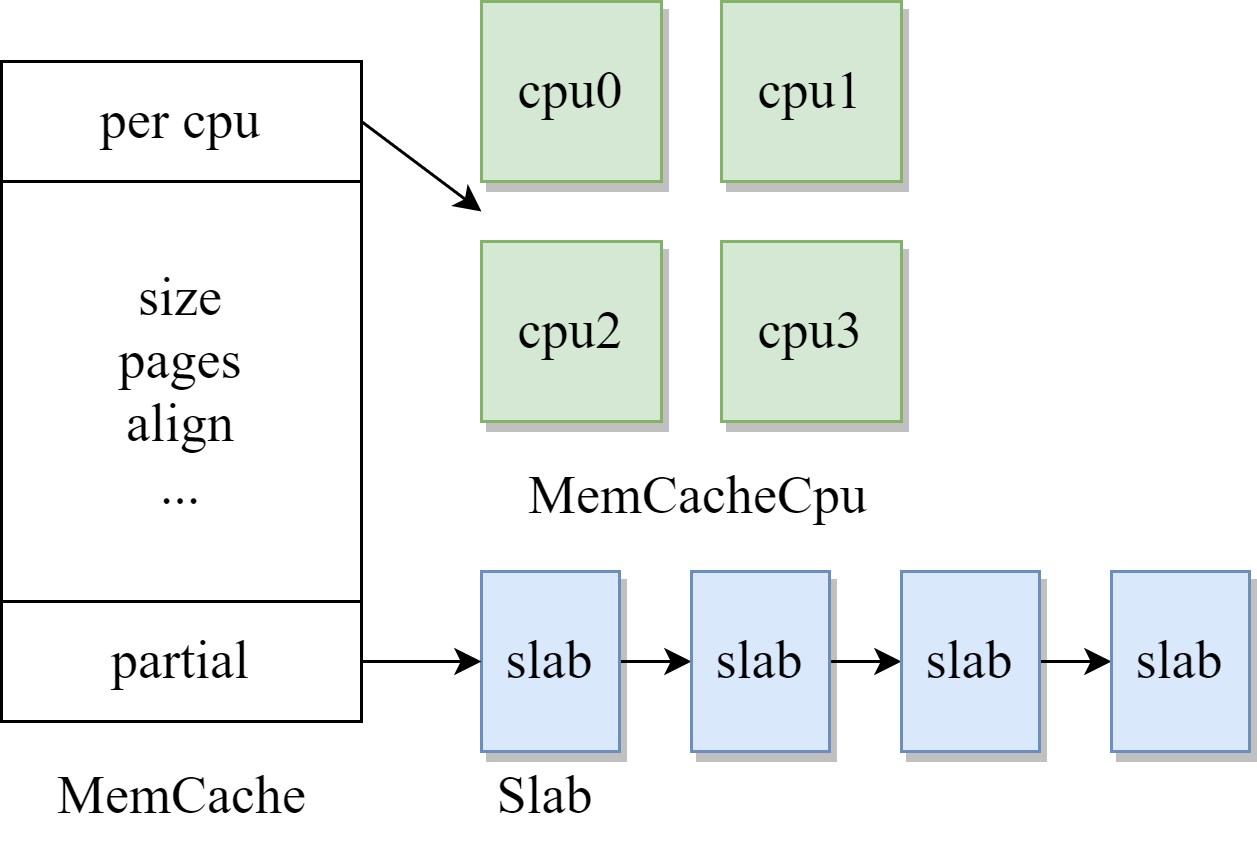 cpu0
cpu1
per cpu
size
pages
align
...
cpu2
cpu3
MemCacheCpu
partial
slab
slab
slab
slab
MemCache
Slab